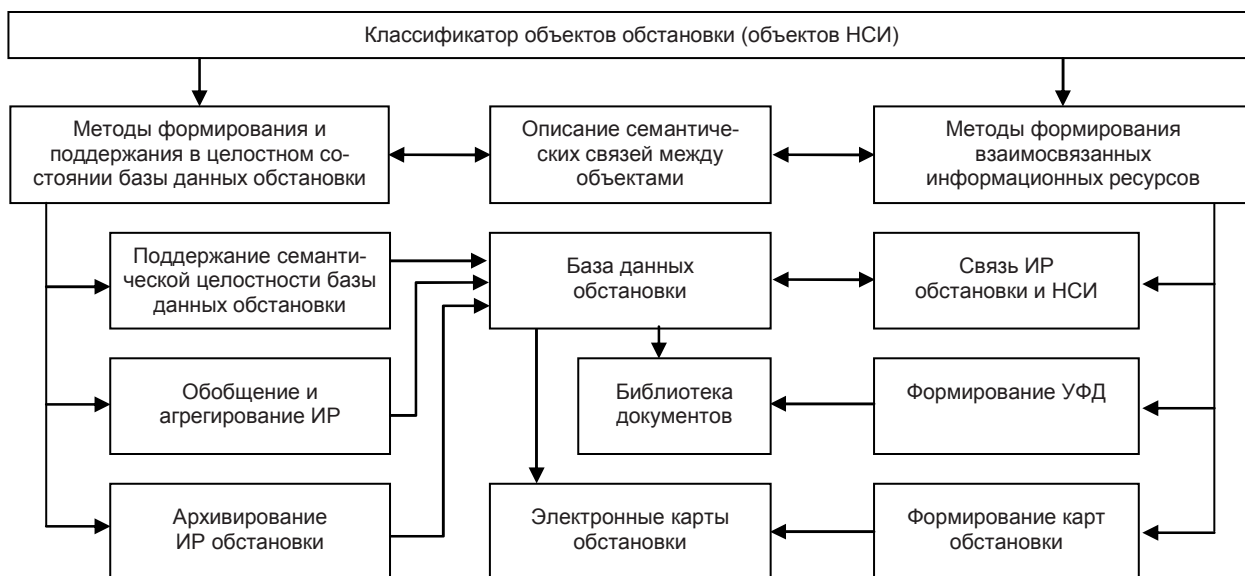 Классификатор объектов обстановки (объектов НСИ)
Методы формирования и
поддержания в целостном со-
стоянии базы данных обстановки
Описание семантиче-
ских связей между
объектами
Методы формирования
взаимосвязанных
информационных ресурсов
Поддержание семанти-
ческой целостности базы
данных обстановки
База данных
обстановки
Связь ИР
обстановки и НСИ
Обобщение и
агрегирование ИР
Библиотека
документов
Формирование УФД
Архивирование
ИР обстановки
Электронные карты
обстановки
Формирование карт
обстановки